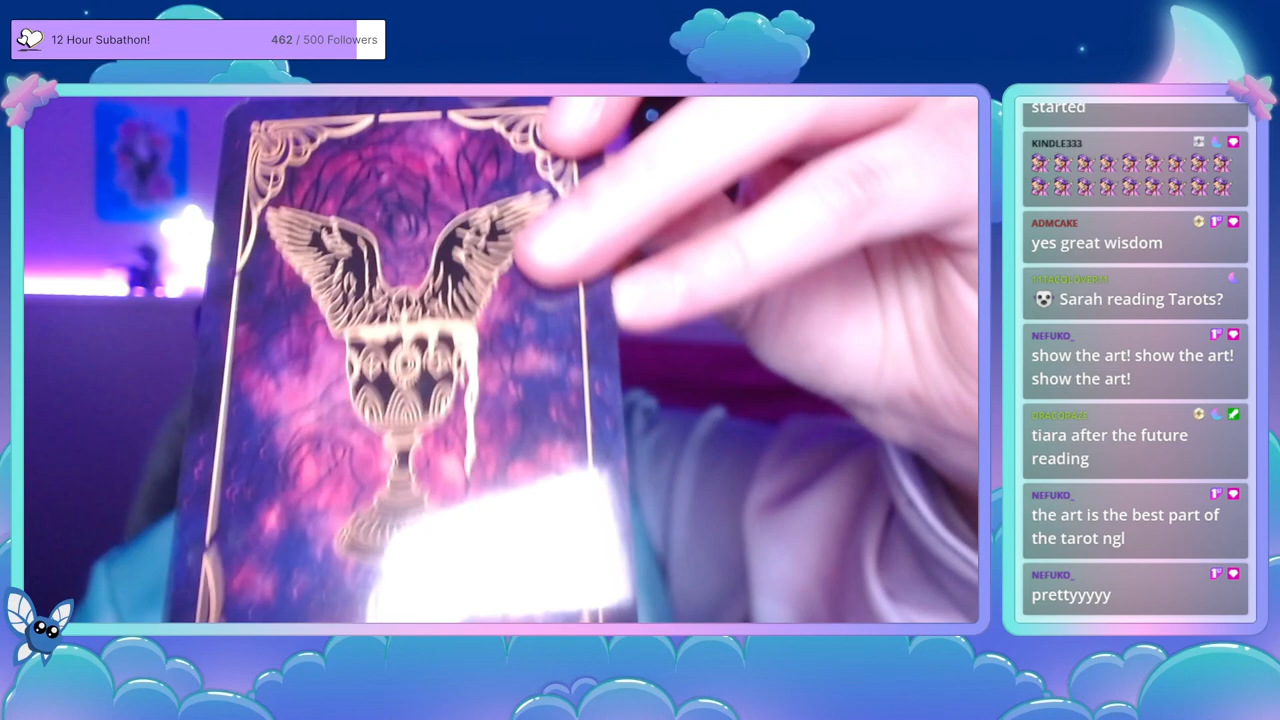 12 Hour Subathon!
462 / 500 Followers
started
KINDLE333
ADMCAKE
yes great wisdom
Sarah reading Tarots?
NEFUKO_
show the art! show the art!
show the art!
DRACORAZE
tiara after the future
reading
NEFUKO_
the art is the best part of
the tarot ngl
NEFUKO_
prettyyyyy